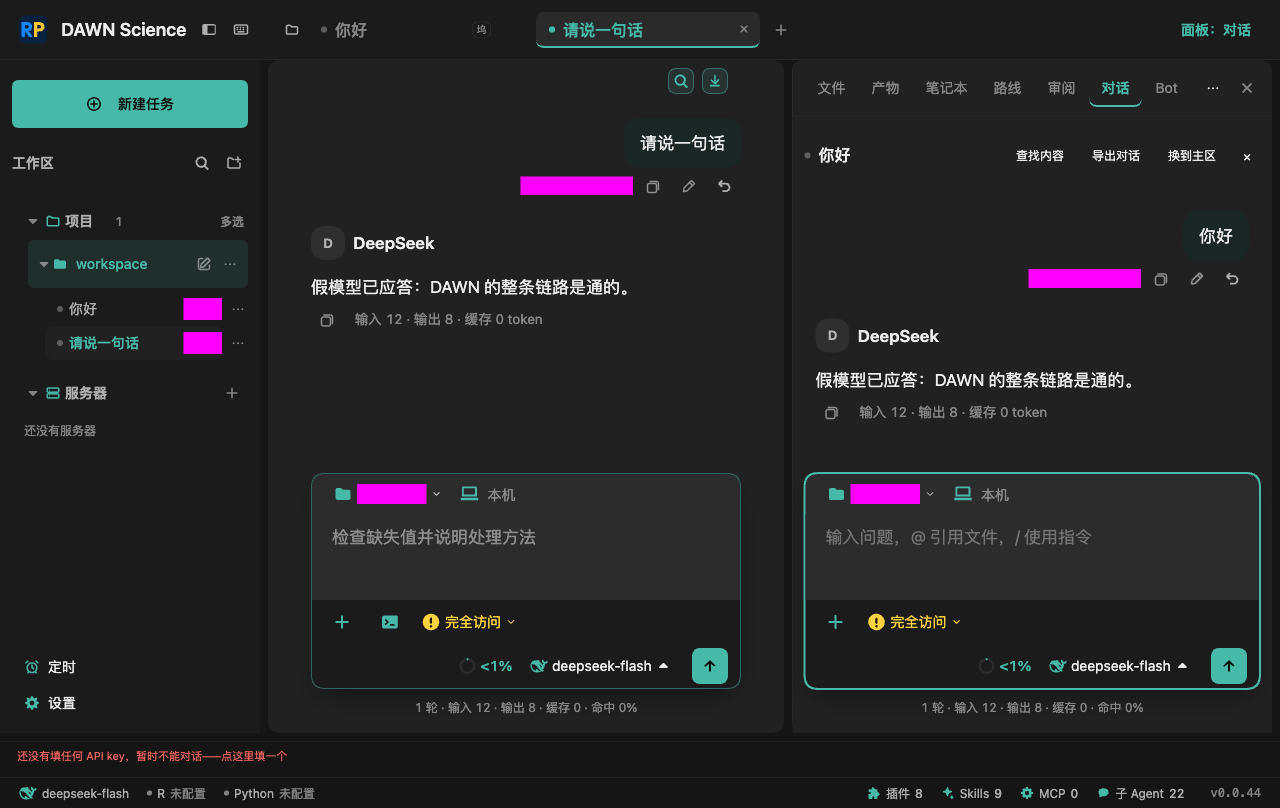 RP DAWN Science 你好 坞 请说一句话 × + 面板：对话
新建任务
工作区
项目 1 多选
workspace
你好
请说一句话
服务器
还没有服务器
定时
设置
请说一句话
D DeepSeek
假模型已应答：DAWN 的整条链路是通的。
输入 12 · 输出 8 · 缓存 0 token
本机
检查缺失值并说明处理方法
完全访问
<1% deepseek-flash
1 轮 · 输入 12 · 输出 8 · 缓存 0 · 命中 0%
文件 产物 笔记本 路线 审阅 对话 Bot ··· ×
你好 查找内容 导出对话 换到主区 ×
你好
D DeepSeek
假模型已应答：DAWN 的整条链路是通的。
输入 12 · 输出 8 · 缓存 0 token
本机
输入问题，@ 引用文件，/ 使用指令
完全访问
<1% deepseek-flash
1 轮 · 输入 12 · 输出 8 · 缓存 0 · 命中 0%
还没有填任何 API key，暂时不能对话——点这里填一个
deepseek-flash R 未配置 Python 未配置 插件 8 Skills 9 MCP 0 子 Agent 22 v0.0.44